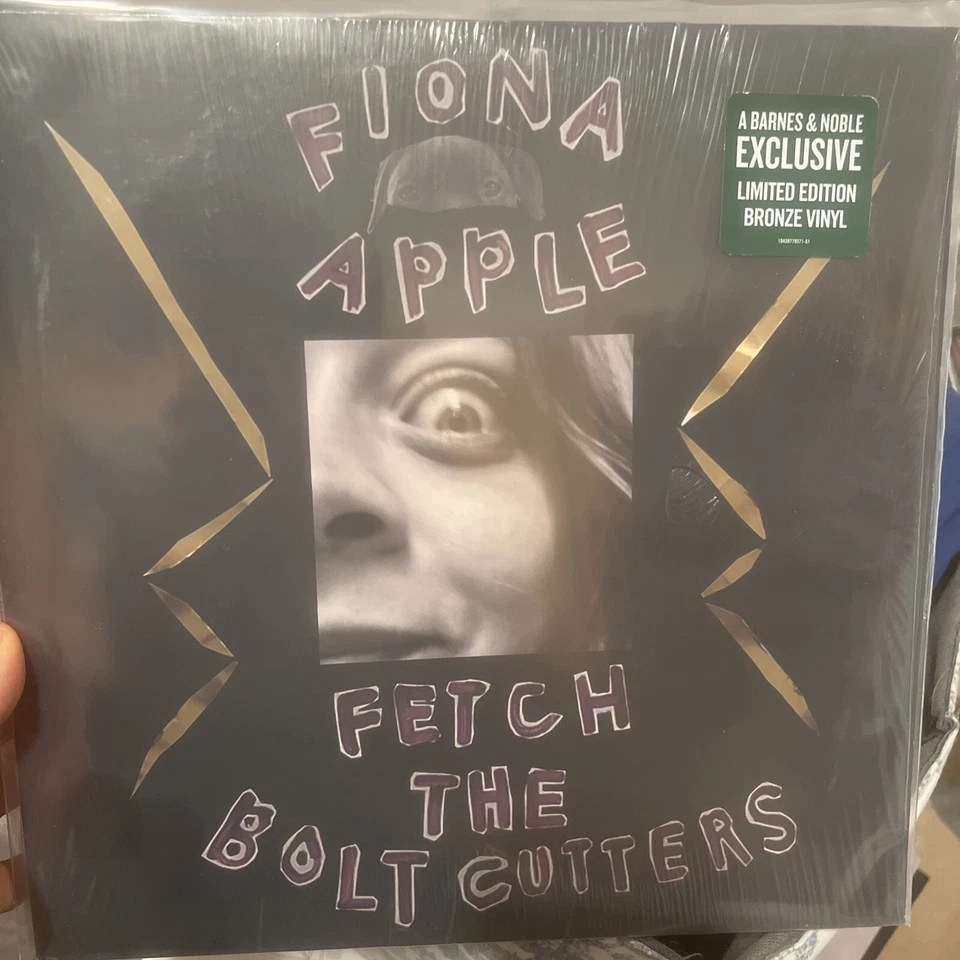 FIONA
APPLE
A BARNES & NOBLE
EXCLUSIVE
LIMITED EDITION
BRONZE VINYL
FETCH
THE
BOLT CUTTERS